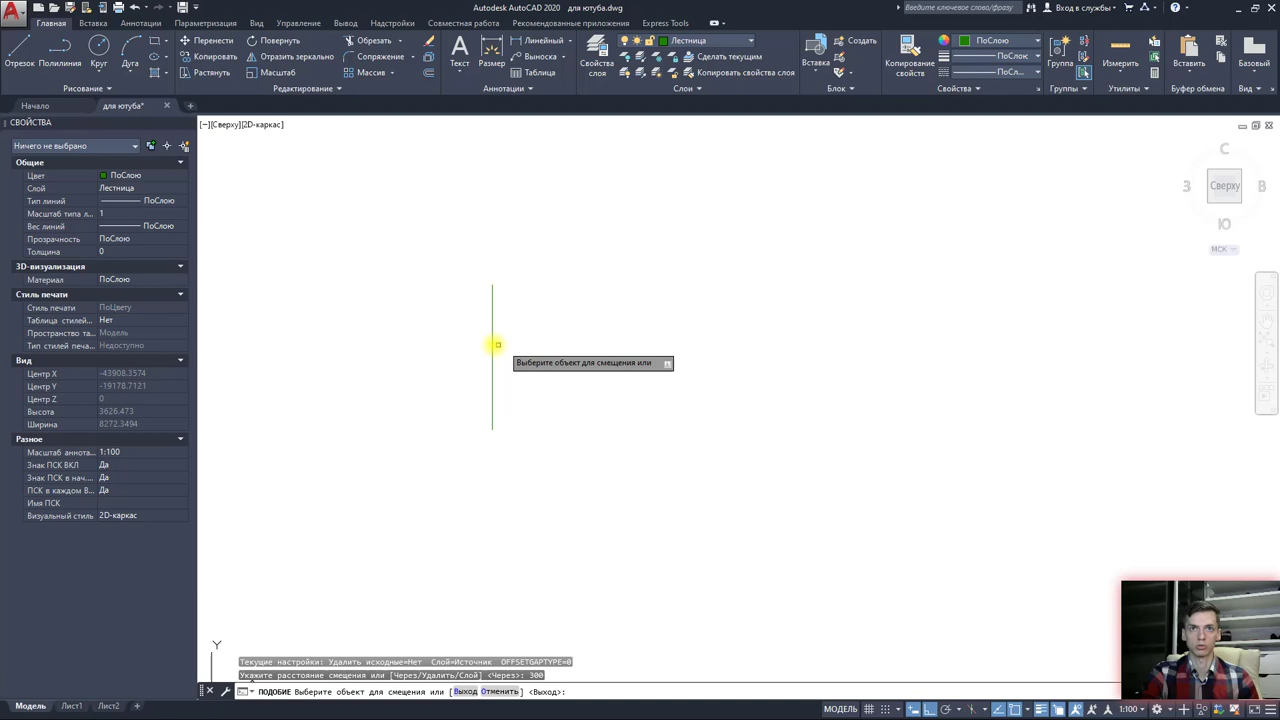 Autodesk AutoCAD 2020 для ютуба.dwg
Введите ключевое слово/фразу
Вход в службы
Главная Вставка Аннотации Параметризация Вид Управление Вывод Надстройки Совместная работа Рекомендованные приложения Express Tools
Отрезок Полилиния Круг Дуга
Перенести Повернуть Обрезать
Копировать Отразить зеркально Сопряжение
Растянуть Масштаб Массив
Текст Размер
Линейный
Выноска
Таблица
Свойства слоя
Лестница
Сделать текущим
Копировать свойства слоя
Вставка
Создать
Редактировать
Копирование свойств
ПоСлою
ПоСлою
ПоСл...
Группа Измерить Вставить Базовый
Рисование Редактирование Аннотации Слои Блок Свойства Группы Утилиты Буфер обмена Вид
Начало для ютуба*
СВОЙСТВА
[−][Сверху][2D-каркас]
Ничего не выбрано
Общие
Цвет ПоСлою
Слой Лестница
Тип линий ПоСлою
Масштаб типа л... 1
Вес линий ПоСлою
Прозрачность ПоСлою
Толщина 0
3D-визуализация
Материал ПоСлою
Стиль печати
Стиль печати ПоЦвету
Таблица стилей... Нет
Пространство та... Модель
Тип стилей печа... Недоступно
Вид
Центр X -43908.3574
Центр Y -19178.7121
Центр Z 0
Высота 3626.473
Ширина 8272.3494
Разное
Масштаб аннота... 1:100
Знак ПСК ВКЛ Да
Знак ПСК в нач.... Да
ПСК в каждом В... Да
Имя ПСК
Визуальный стиль 2D-каркас
С
З Сверху В
Ю
МСК
Выберите объект для смещения или
Y
Текущие настройки: Удалить исходные=Нет Слой=Источник OFFSETGAPTYPE=0
Укажите расстояние смещения или [Через/Удалить/Слой] <Через>: 300
ПОДОБИЕ Выберите объект для смещения или [Выход Отменить] <Выход>:
Модель Лист1 Лист2
МОДЕЛЬ
1:100